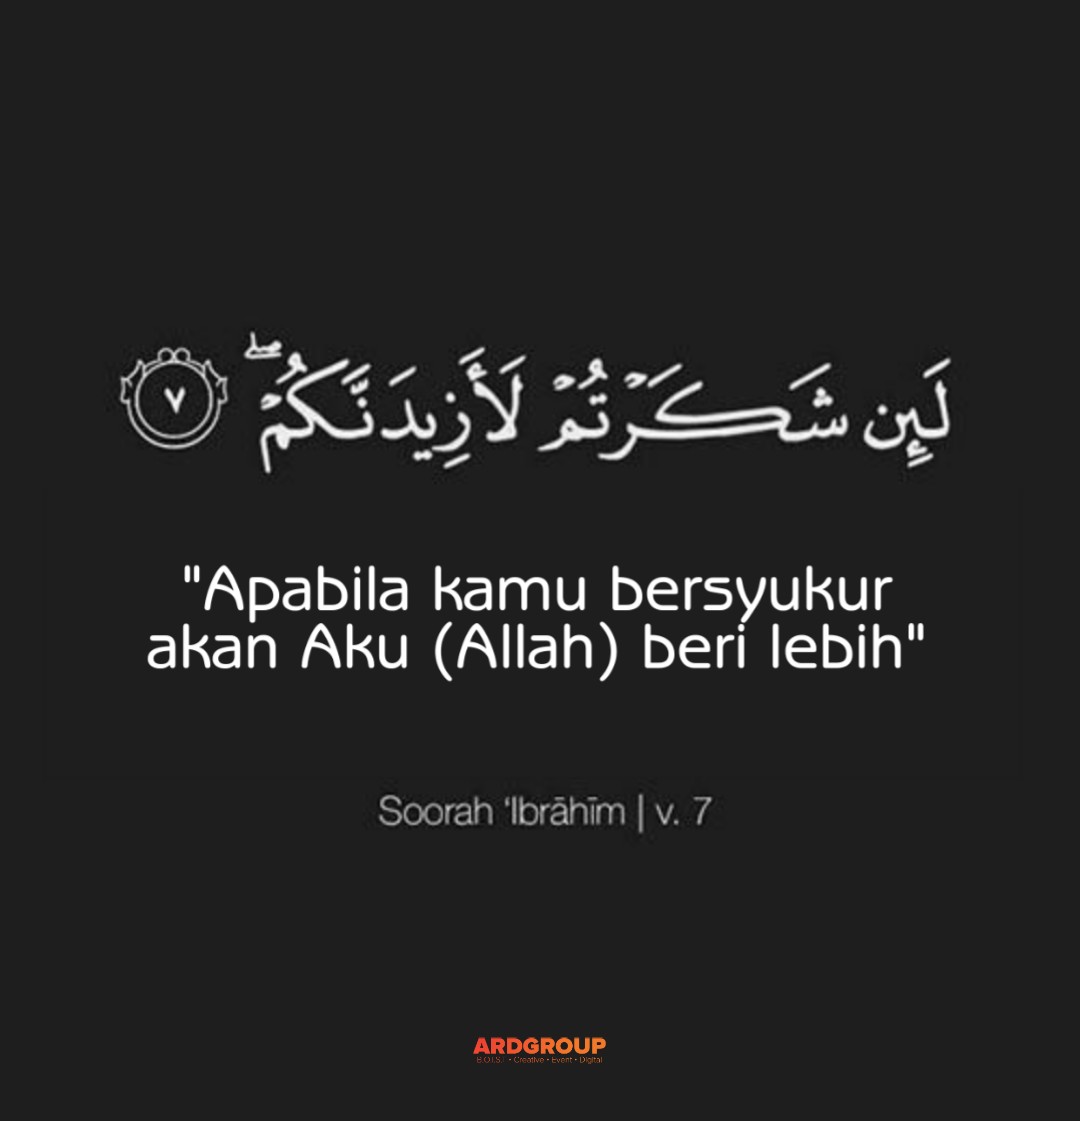 لَئِن شَكَرْتُمْ لَأَزِيدَنَّكُمْ ۖ ٧
"Apabila kamu bersyukur
akan Aku (Allah) beri lebih"
Soorah ‘Ibrāhīm | v. 7
ARDGROUP
• Creative • Event • Digital